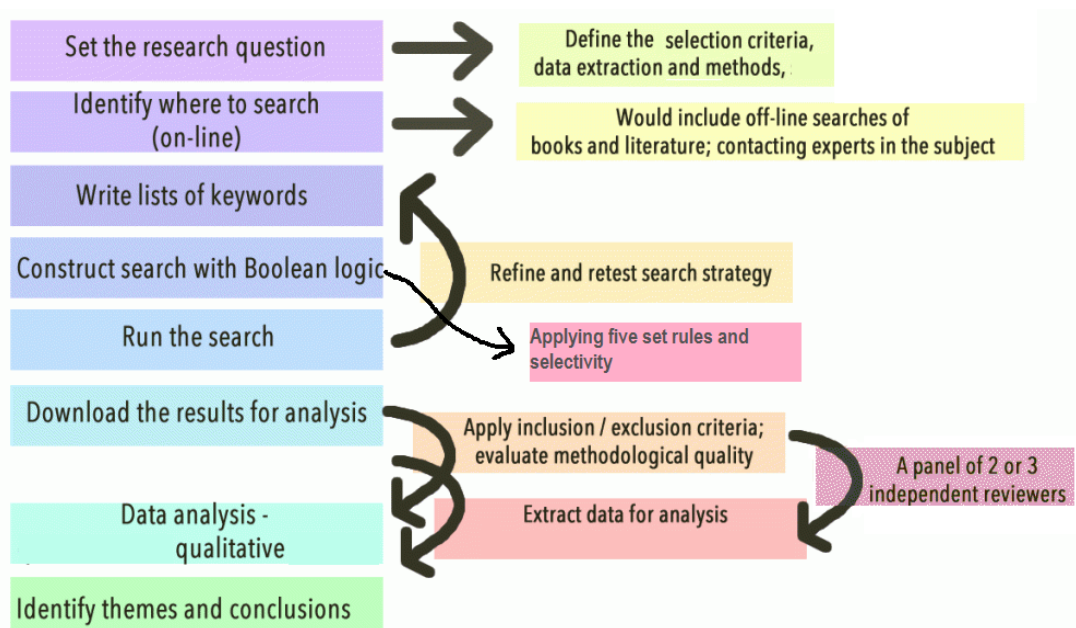 Set the research question
Define the selection criteria,
data extraction and methods,
Identify where to search
(on-line)
Would include off-line searches of
books and literature; contacting experts in the subject
Write lists of keywords
Construct search with Boolean logic
Refine and retest search strategy
Run the search
Applying five set rules and
selectivity
Download the results for analysis
Apply inclusion / exclusion criteria;
evaluate methodological quality
A panel of 2 or 3
independent reviewers
Data analysis -
qualitative
Extract data for analysis
Identify themes and conclusions